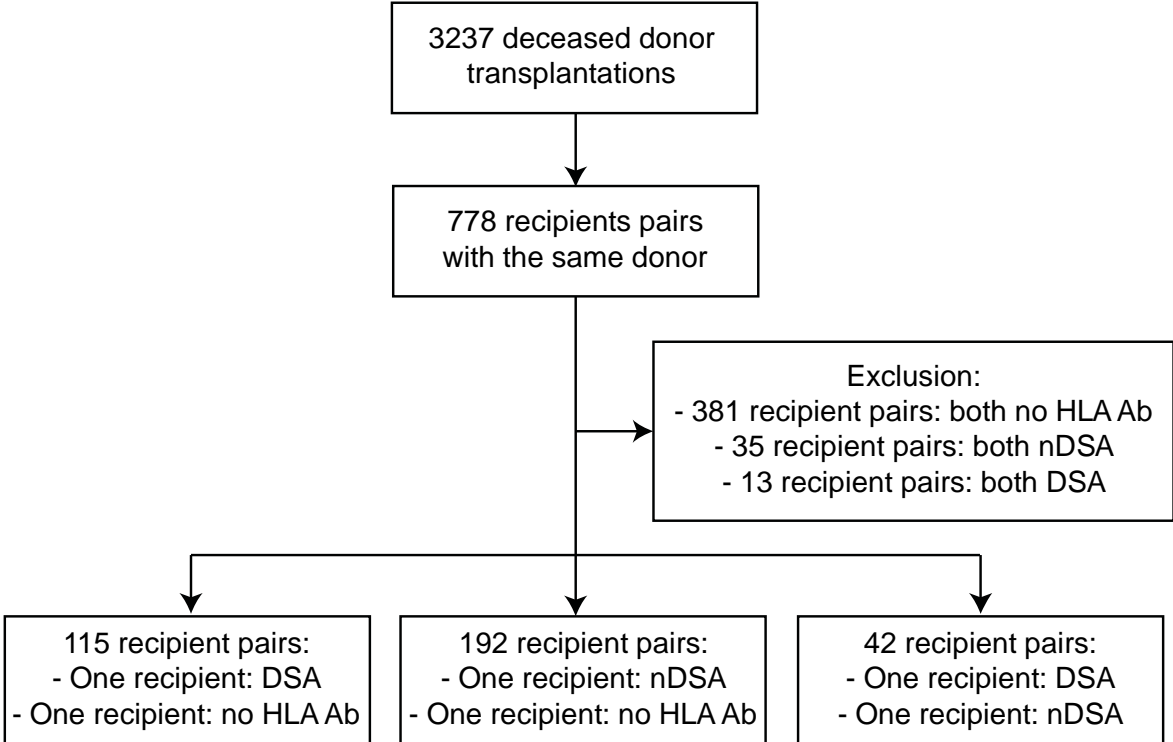 3237 deceased donor
transplantations
778 recipients pairs
with the same donor
Exclusion:
- 381 recipient pairs: both no HLA Ab
- 35 recipient pairs: both nDSA
- 13 recipient pairs: both DSA
115 recipient pairs:
- One recipient: DSA
- One recipient: no HLA Ab
192 recipient pairs:
- One recipient: nDSA
- One recipient: no HLA Ab
42 recipient pairs:
- One recipient: DSA
- One recipient: nDSA